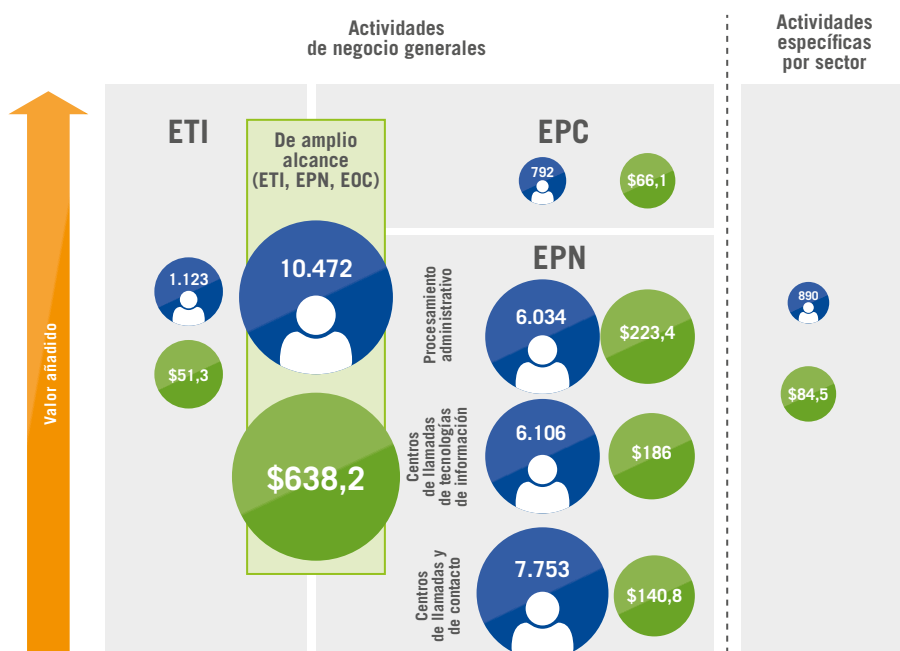 Actividades
de negocio generales
Actividades
específicas
por sector
Valor añadido
ETI
De amplio
alcance
(ETI, EPN, EOC)
EPC
792
$66,1
1.123
$51,3
10.472
$638,2
EPN
Procesamiento
administrativo
6.034
$223,4
Centros
de llamadas
de tecnologías
de información
6.106
$186
Centros
de llamadas y
de contacto
7.753
$140,8
890
$84,5